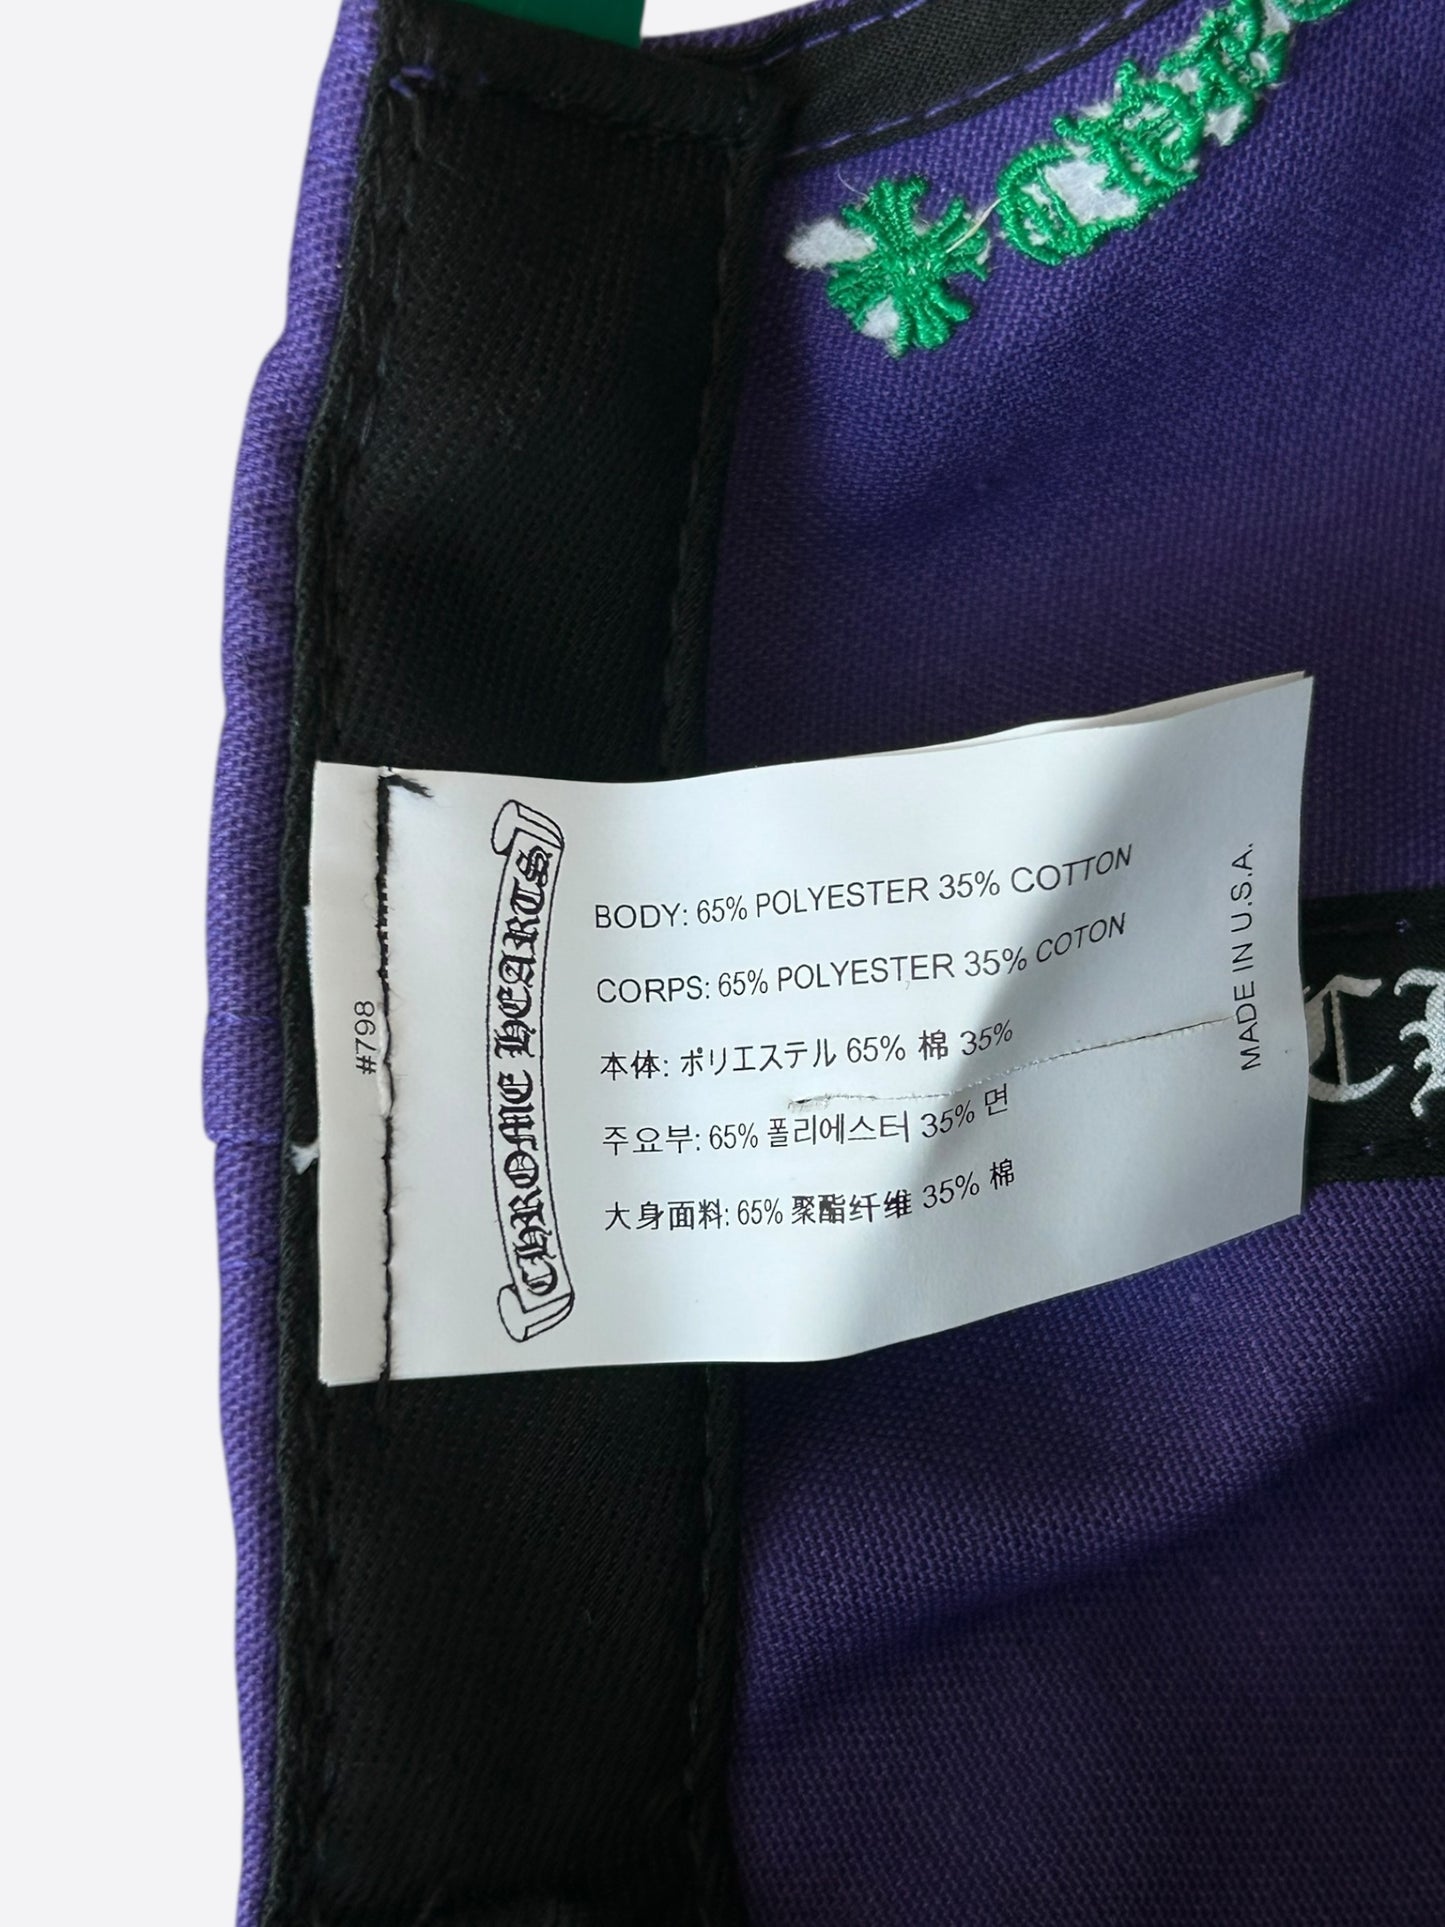 CHROME HEARTS
BODY: 65% POLYESTER 35% COTTON
CORPS: 65% POLYESTER 35% COTON
本体: ポリエステル 65% 棉 35%
주요부: 65% 폴리에스터 35% 면
大身面料: 65% 聚酯纤维 35% 棉
MADE IN U.S.A.
#798